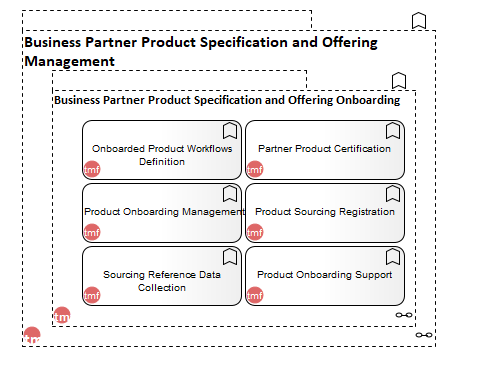 Business Partner Product Specification and Offering
Management
Business Partner Product Specification and Offering Onboarding
Onboarded Product Workflows
Definition
tmf
Partner Product Certification
tmf
Product Onboarding Management
tmf
Product Sourcing Registration
tmf
Sourcing Reference Data
Collection
tmf
Product Onboarding Support
tmf
tm
tm